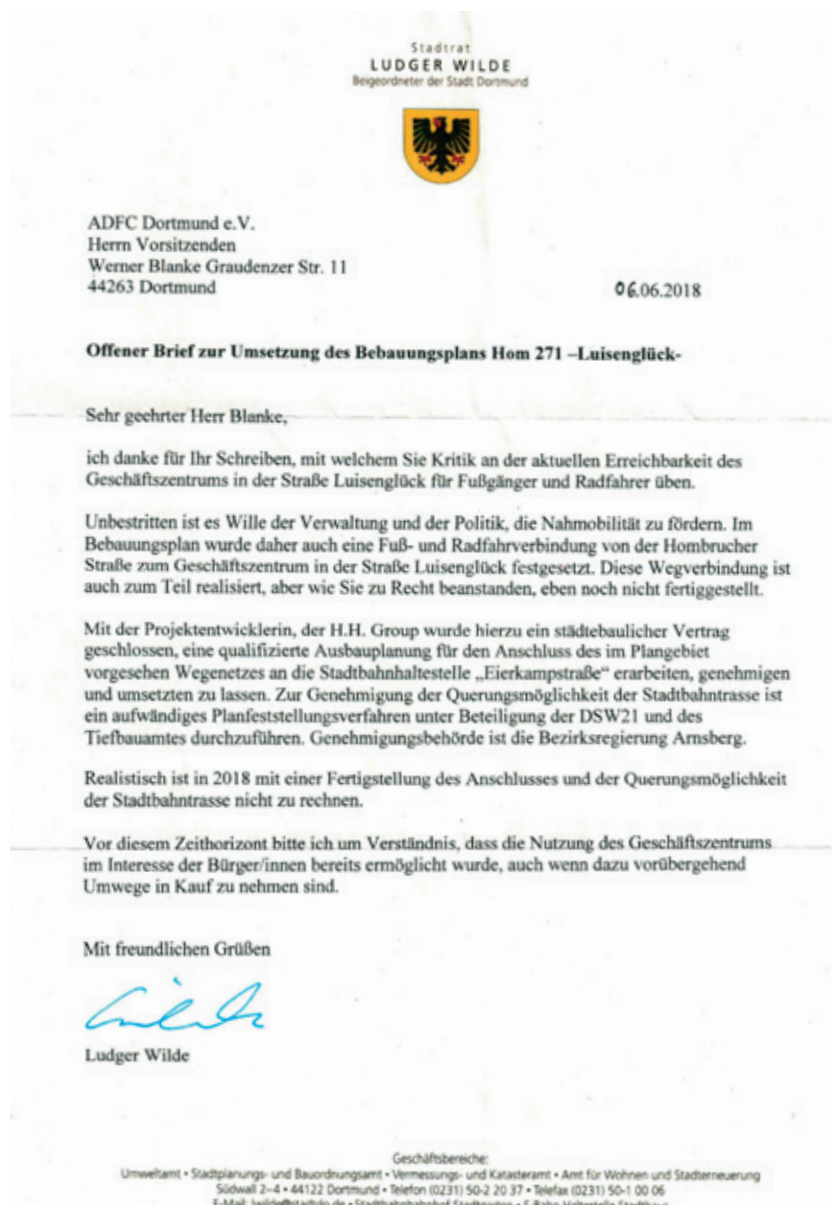 Stadtrat
LUDGER WILDE
Beigeordneter der Stadt Dortmund
ADFC Dortmund e.V.
Herrn Vorsitzenden
Werner Blanke Graudenzer Str. 11
44263 Dortmund
06.06.2018
Offener Brief zur Umsetzung des Bebauungsplans Hom 271 –Luisenglück-
Sehr geehrter Herr Blanke,
ich danke für Ihr Schreiben, mit welchem Sie Kritik an der aktuellen Erreichbarkeit des
Geschäftszentrums in der Straße Luisenglück für Fußgänger und Radfahrer üben.
Unbestritten ist es Wille der Verwaltung und der Politik, die Nahmobilität zu fördern. Im
Bebauungsplan wurde daher auch eine Fuß- und Radfahrverbindung von der Hombrucher
Straße zum Geschäftszentrum in der Straße Luisenglück festgesetzt. Diese Wegverbindung ist
auch zum Teil realisiert, aber wie Sie zu Recht beanstanden, eben noch nicht fertiggestellt.
Mit der Projektentwicklerin, der H.H. Group wurde hierzu ein städtebaulicher Vertrag
geschlossen, eine qualifizierte Ausbauplanung für den Anschluss des im Plangebiet
vorgesehen Wegenetzes an die Stadtbahnhaltestelle „Eierkampstraße“ erarbeiten, genehmigen
und umsetzten zu lassen. Zur Genehmigung der Querungsmöglichkeit der Stadtbahntrasse ist
ein aufwändiges Planfeststellungsverfahren unter Beteiligung der DSW21 und des
Tiefbauamtes durchzuführen. Genehmigungsbehörde ist die Bezirksregierung Arnsberg.
Realistisch ist in 2018 mit einer Fertigstellung des Anschlusses und der Querungsmöglichkeit
der Stadtbahntrasse nicht zu rechnen.
Vor diesem Zeithorizont bitte ich um Verständnis, dass die Nutzung des Geschäftszentrums
im Interesse der Bürger/innen bereits ermöglicht wurde, auch wenn dazu vorübergehend
Umwege in Kauf zu nehmen sind.
Mit freundlichen Grüßen
Ludger Wilde
Geschäftsbereiche:
Umweltamt • Stadtplanungs- und Bauordnungsamt • Vermessungs- und Katasteramt • Amt für Wohnen und Stadterneuerung
Südwall 2–4 • 44122 Dortmund • Telefon (0231) 50-2 20 37 • Telefax (0231) 50-1 00 06